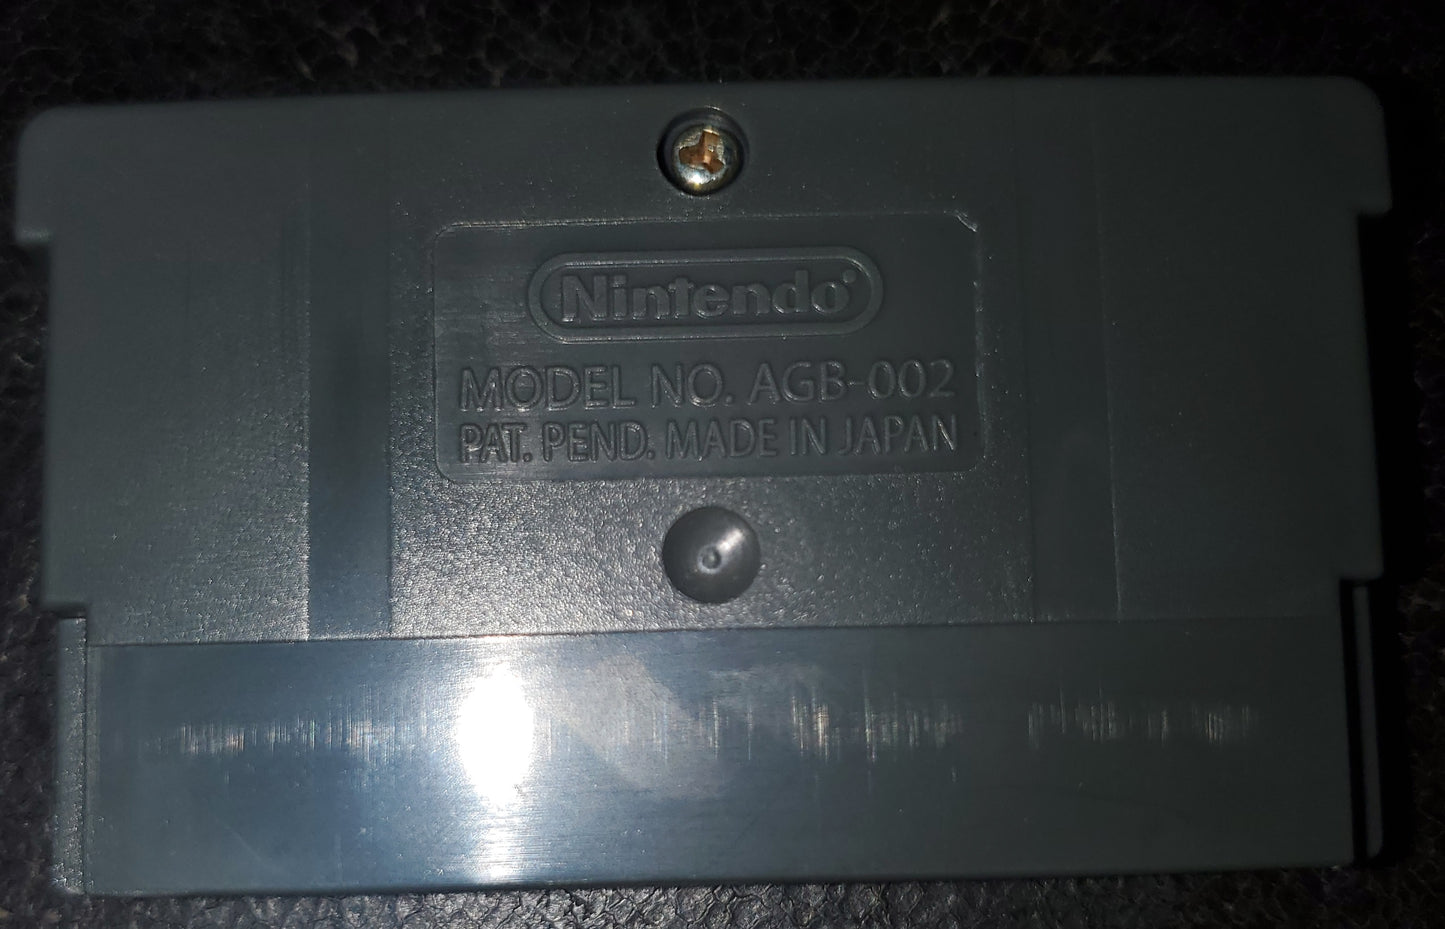 Nintendo®
MODEL NO. AGB-002
PAT. PEND. MADE IN JAPAN